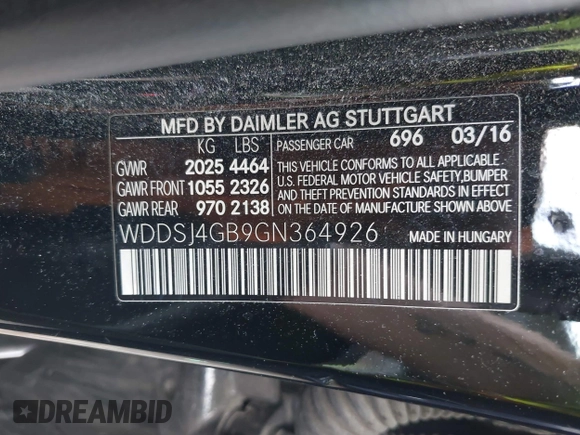 MFD BY DAIMLER AG STUTTGART
KG LBS PASSENGER CAR 696 03/16
GVWR 2025 4464 THIS VEHICLE CONFORMS TO ALL APPLICABLE
U.S. FEDERAL MOTOR VEHICLE SAFETY,BUMPER
GAWR FRONT 1055 2326 AND THEFT PREVENTION STANDARDS IN EFFECT
GAWR REAR 970 2138 ON THE DATE OF MANUFACTURE SHOWN ABOVE.
WDDSJ4GB9GN364926 MADE IN HUNGARY
DREAMBID